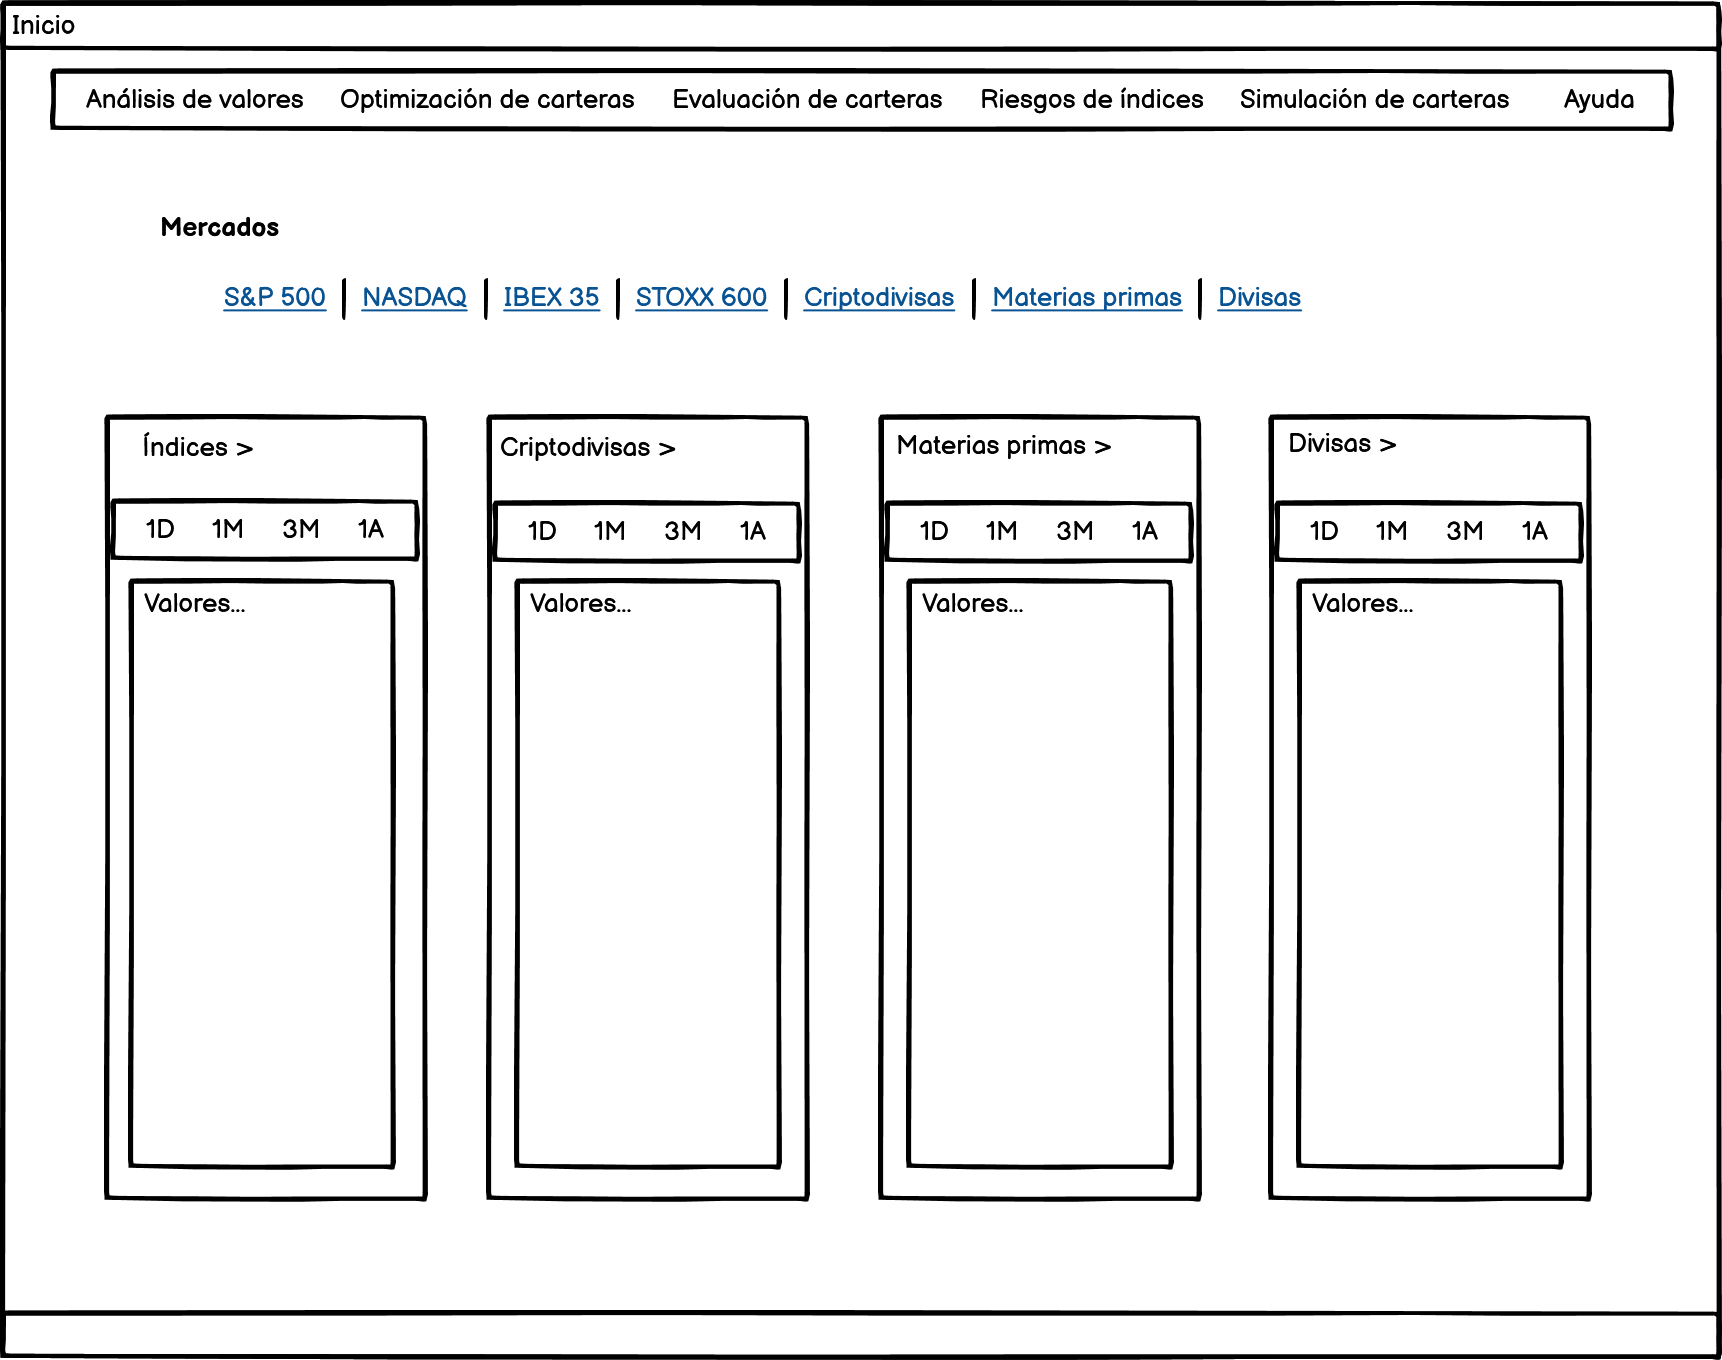 Inicio
Análisis de valores Optimización de carteras Evaluación de carteras Riesgos de índices Simulación de carteras Ayuda
Mercados
S&P 500 NASDAQ IBEX 35 STOXX 600 Criptodivisas Materias primas Divisas
Índices >
1D 1M 3M 1A
Valores...
Criptodivisas >
1D 1M 3M 1A
Valores...
Materias primas >
1D 1M 3M 1A
Valores...
Divisas >
1D 1M 3M 1A
Valores...